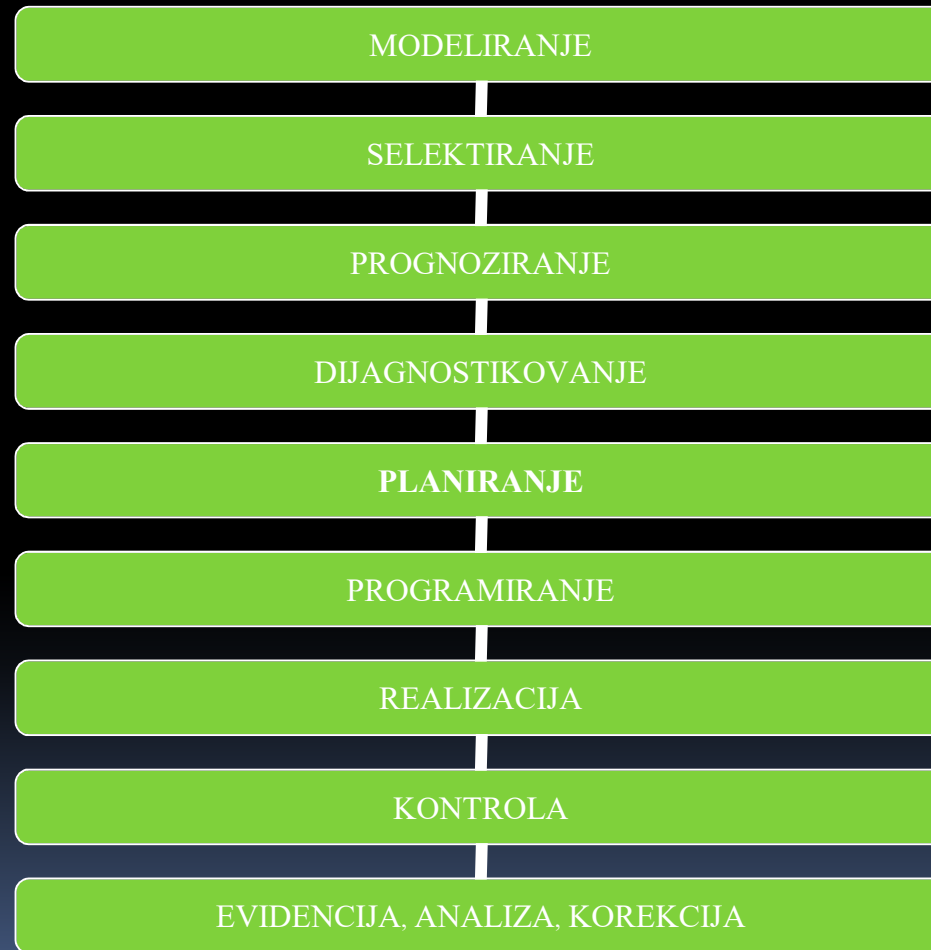 MODELIRANJE
SELEKTIRANJE
PROGNOZIRANJE
DIJAGNOSTIKOVANJE
PLANIRANJE
PROGRAMIRANJE
REALIZACIJA
KONTROLA
EVIDENCIJA, ANALIZA, KOREKCIJA